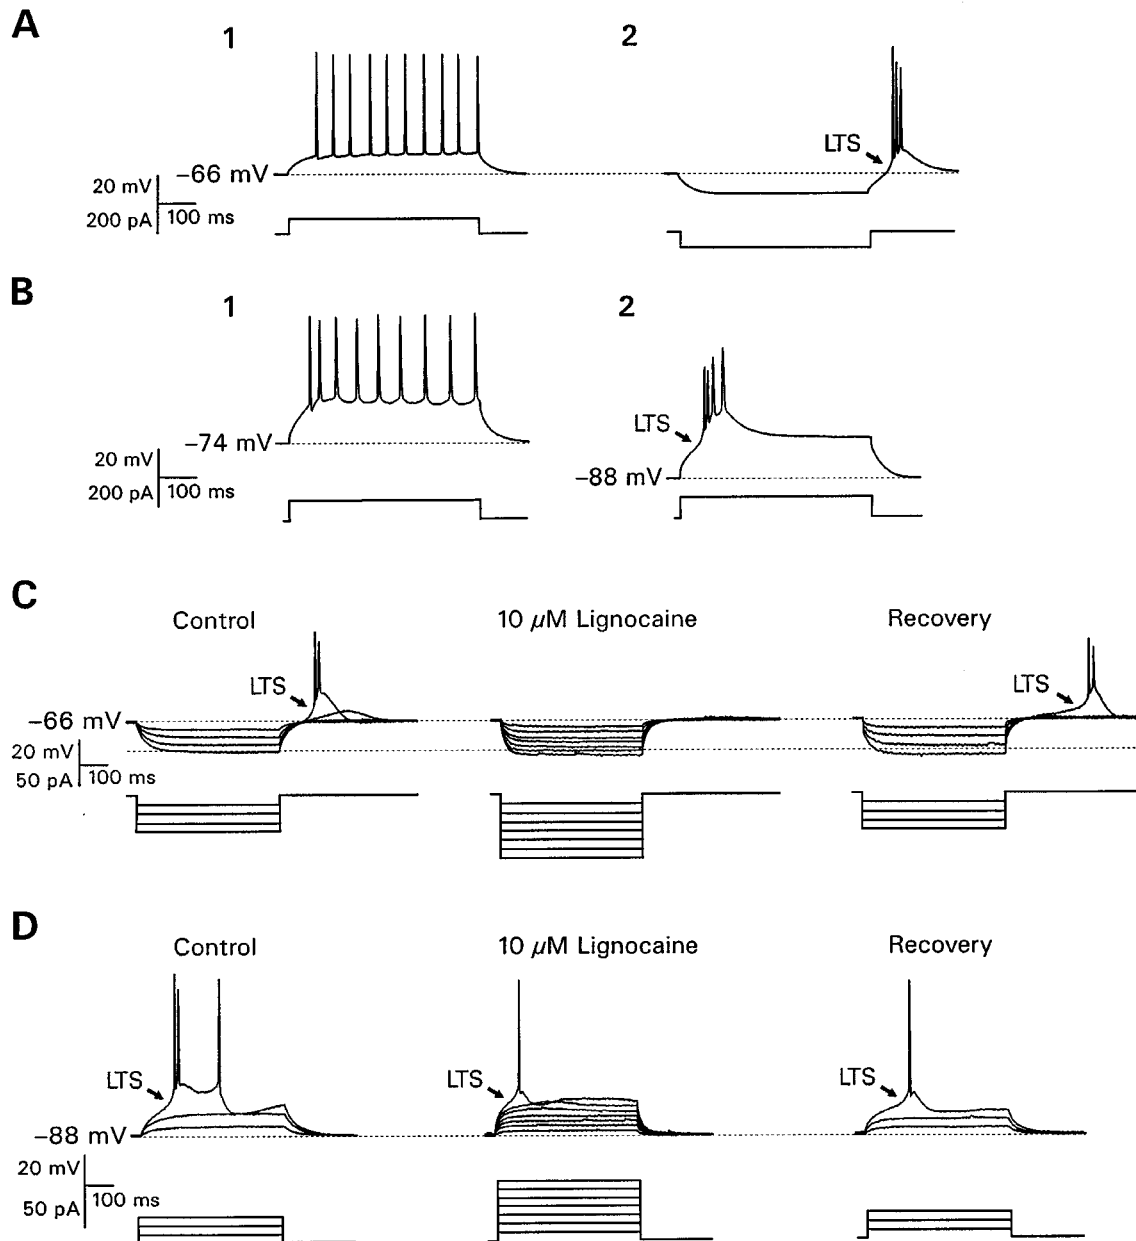 A
1
2
LTS
−66 mV
20 mV
200 pA
100 ms
B
1
2
LTS
−74 mV
−88 mV
20 mV
200 pA
100 ms
C
Control
10 μM Lignocaine
Recovery
LTS
LTS
−66 mV
20 mV
50 pA
100 ms
D
Control
10 μM Lignocaine
Recovery
LTS
LTS
LTS
−88 mV
20 mV
50 pA
100 ms